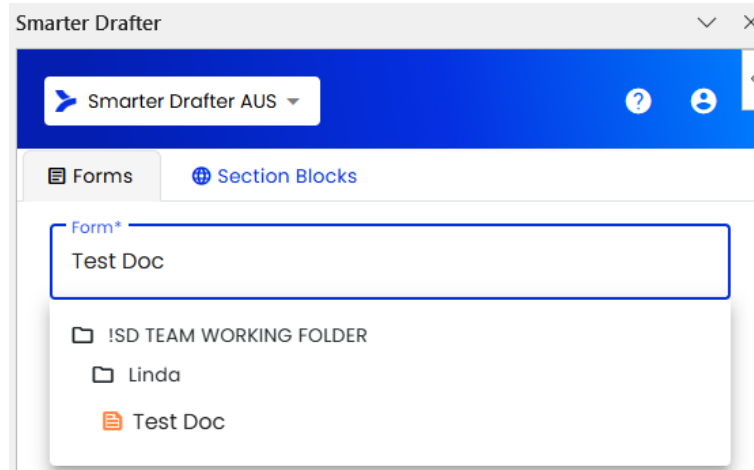 Smarter Drafter
Smarter Drafter AUS
Forms
Section Blocks
Form*
Test Doc
!SD TEAM WORKING FOLDER
Linda
Test Doc